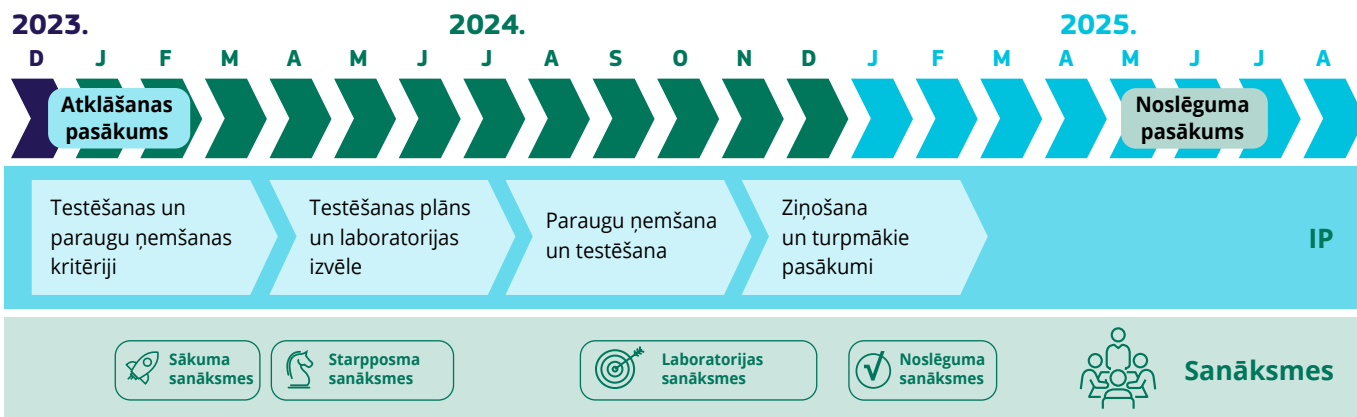 2023. 2024. 2025.
D J F M A M J J A S O N D J F M A M J J A
Atklāšanas
pasākums
Noslēguma
pasākums
Testēšanas un
paraugu ņemšanas
kritēriji
Testēšanas plāns
un laboratorijas
izvēle
Paraugu ņemšana
un testēšana
Ziņošana
un turpmākie
pasākumi
IP
Sākuma
sanāksmes
Starpposma
sanāksmes
Laboratorijas
sanāksmes
Noslēguma
sanāksmes
Sanāksmes